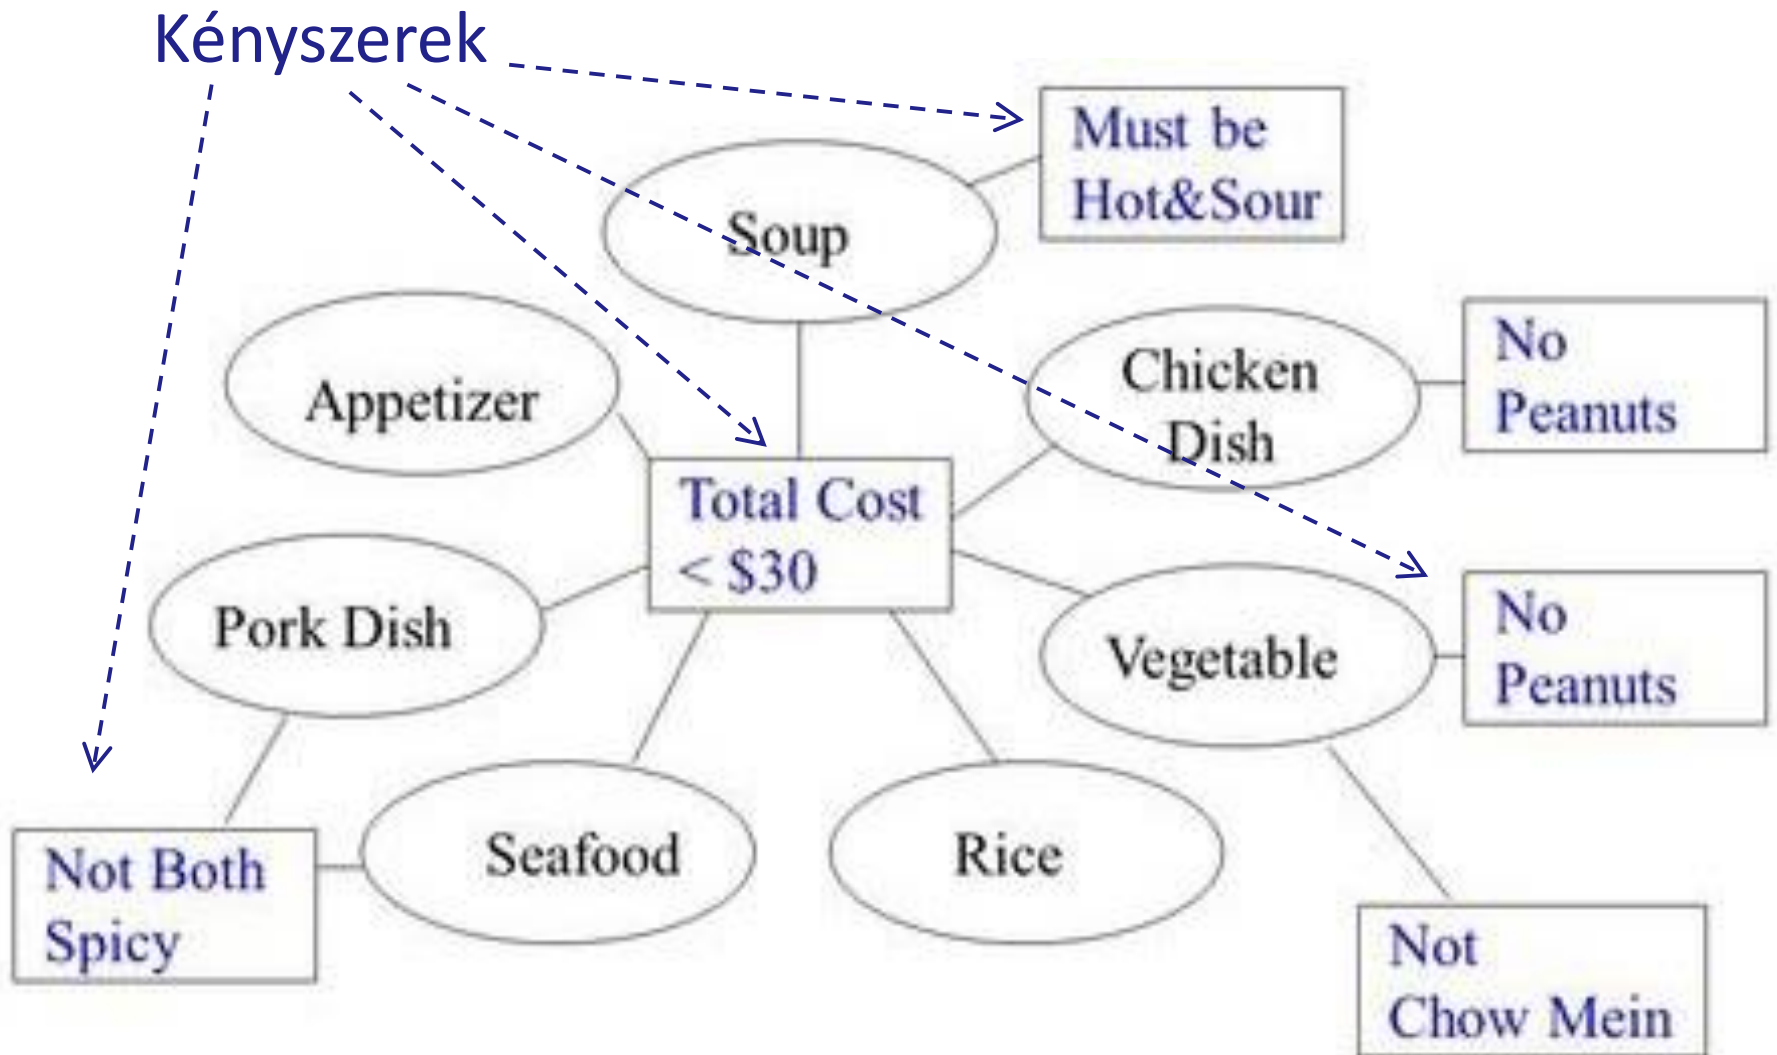 Kényszerek
Must be
Hot&Sour
Soup
No
Peanuts
Chicken
Dish
Appetizer
Total Cost
< $30
No
Peanuts
Pork Dish
Vegetable
Not Both
Spicy
Seafood
Rice
Not
Chow Mein